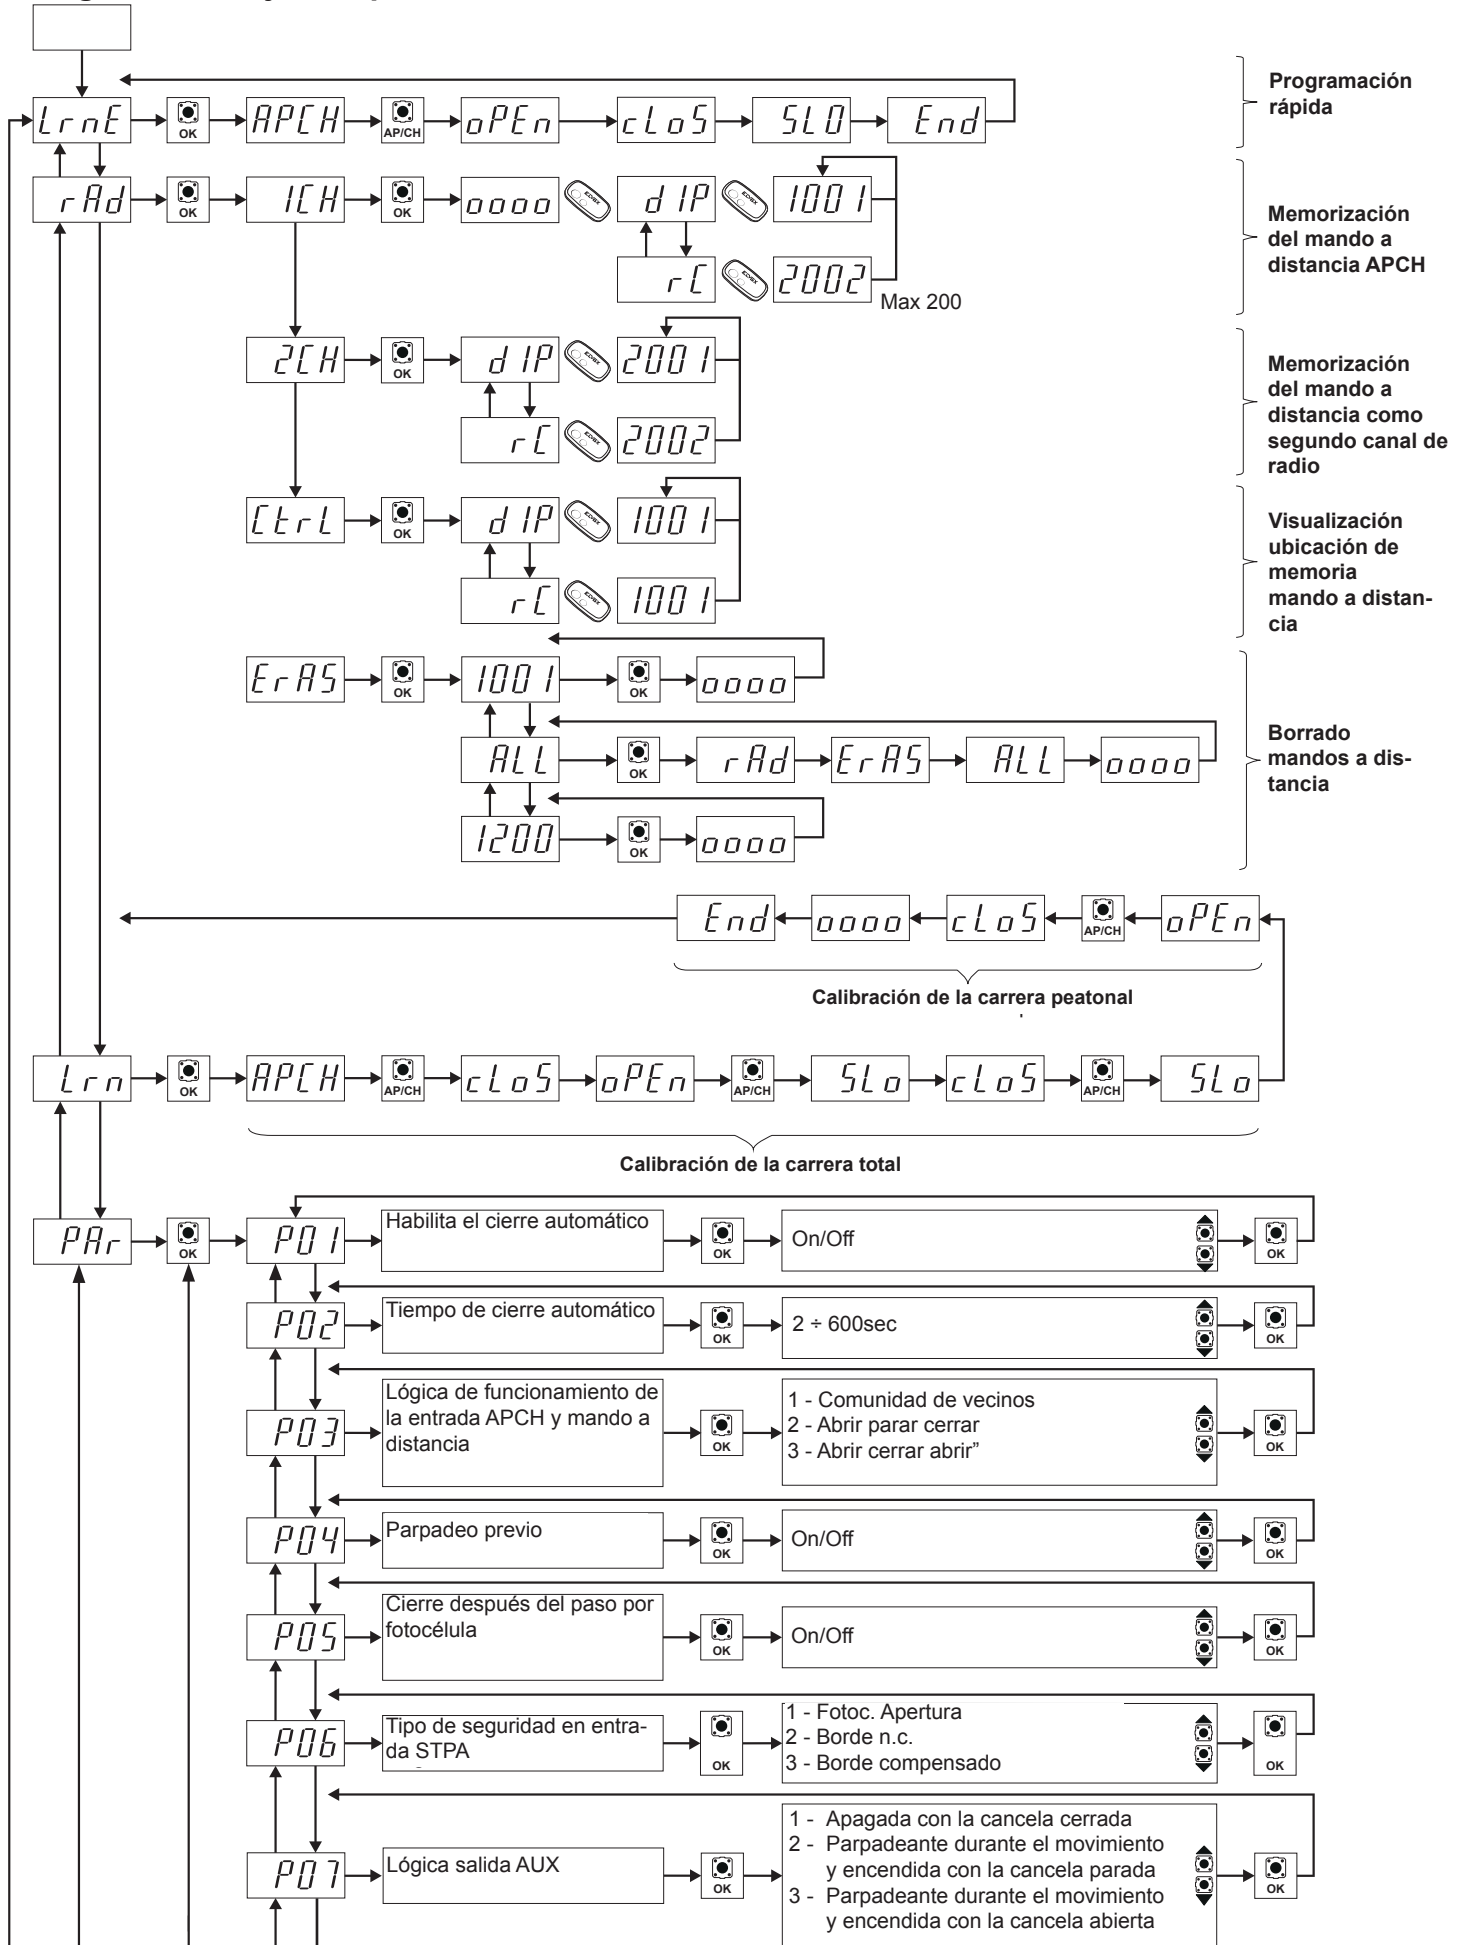 LrnE OK APCH AP/CH oPEn cLoS SLO End
Programación
rápida
rAd OK 1CH OK oooo dIP 1001
rC 2002
Max 200
Memorización
del mando a
distancia APCH
2CH OK dIP 2001
rC 2002
Memorización
del mando a
distancia como
segundo canal de
radio
CtrL OK dIP 1001
rC 1001
Visualización
ubicación de
memoria
mando a distan-
cia
ErAS OK 1001 OK oooo
ALL OK rAd ErAS ALL oooo
1200 OK oooo
Borrado
mandos a dis-
tancia
End oooo cLoS AP/CH oPEn
Calibración de la carrera peatonal
Lrn OK APCH AP/CH cLoS oPEn AP/CH SLo cLoS AP/CH SLo
Calibración de la carrera total
PAr OK P01 Habilita el cierre automático OK On/Off OK
P02 Tiempo de cierre automático OK 2 ÷ 600sec OK
P03
Lógica de funcionamiento de
la entrada APCH y mando a
distancia
OK
1 - Comunidad de vecinos
2 - Abrir parar cerrar
3 - Abrir cerrar abrir”
OK
P04 Parpadeo previo OK On/Off OK
P05
Cierre después del paso por
fotocélula
OK On/Off OK
P06
Tipo de seguridad en entra-
da STPA
OK
1 - Fotoc. Apertura
2 - Borde n.c.
3 - Borde compensado
OK
P07 Lógica salida AUX OK
1 - Apagada con la cancela cerrada
2 - Parpadeante durante el movimiento
y encendida con la cancela parada
3 - Parpadeante durante el movimiento
y encendida con la cancela abierta
OK